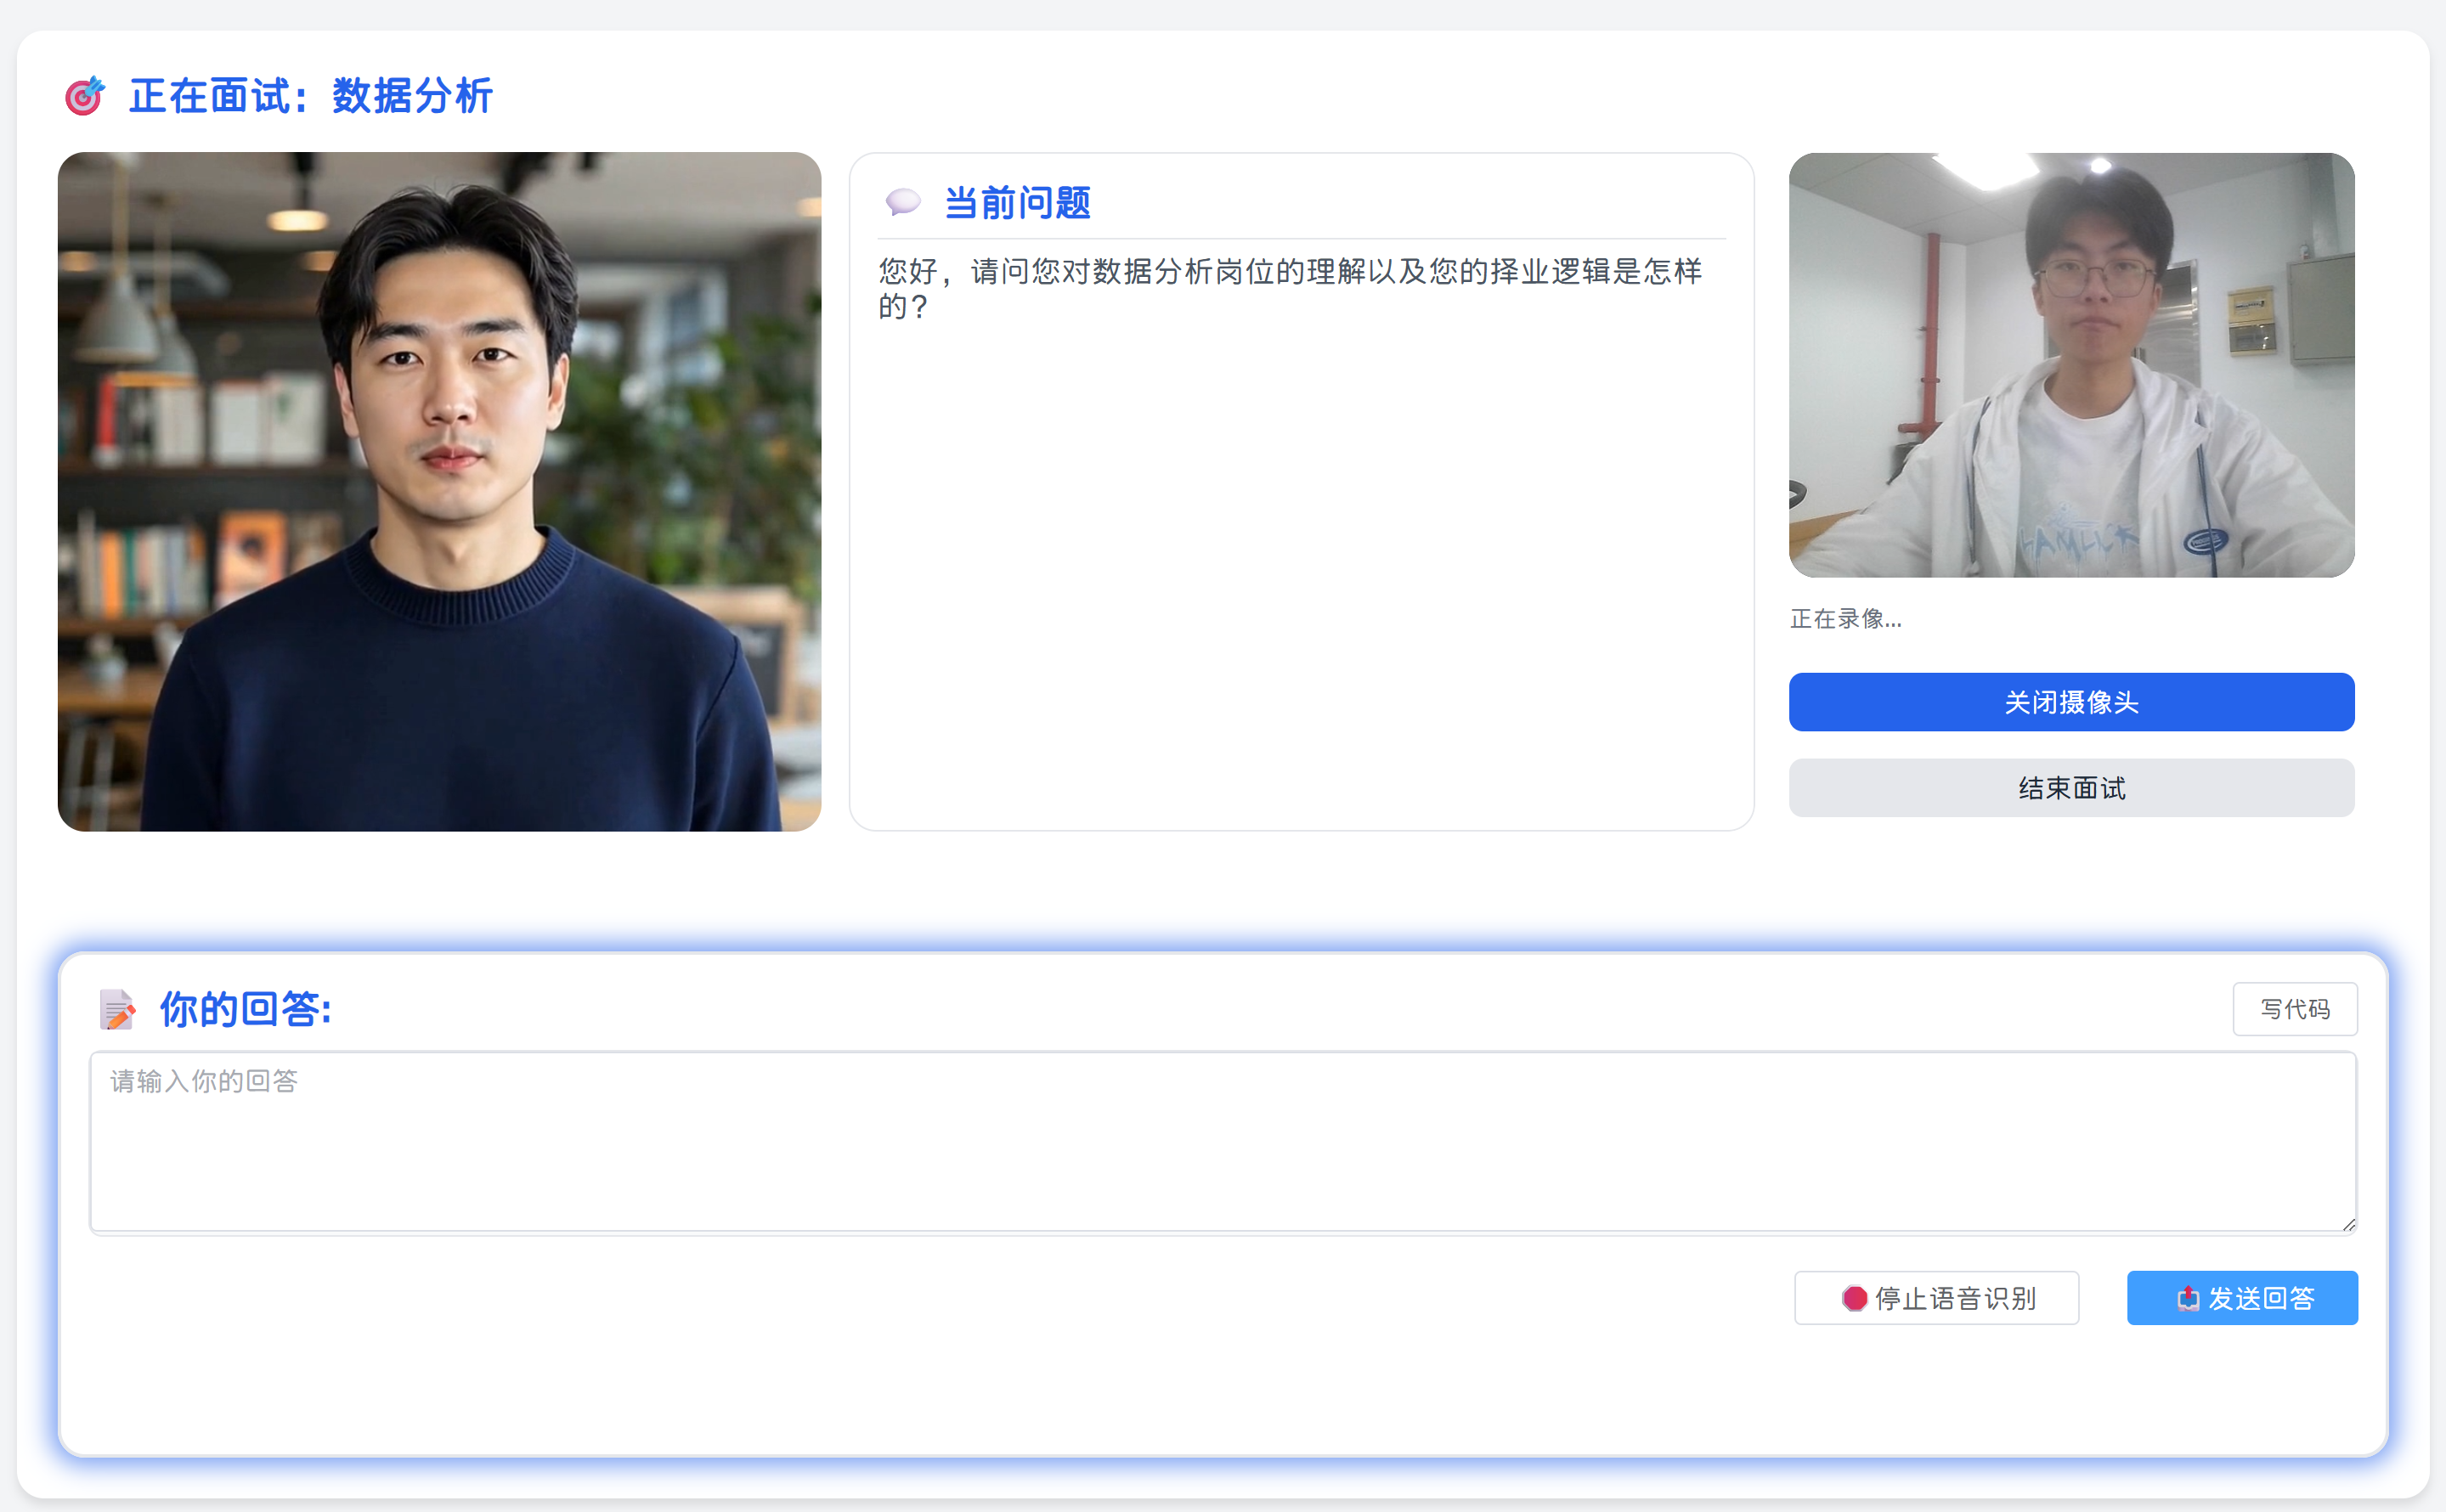 正在面试：数据分析
当前问题
您好，请问您对数据分析岗位的理解以及您的择业逻辑是怎样
的？
正在录像...
关闭摄像头
结束面试
你的回答:
写代码
请输入你的回答
停止语音识别
发送回答